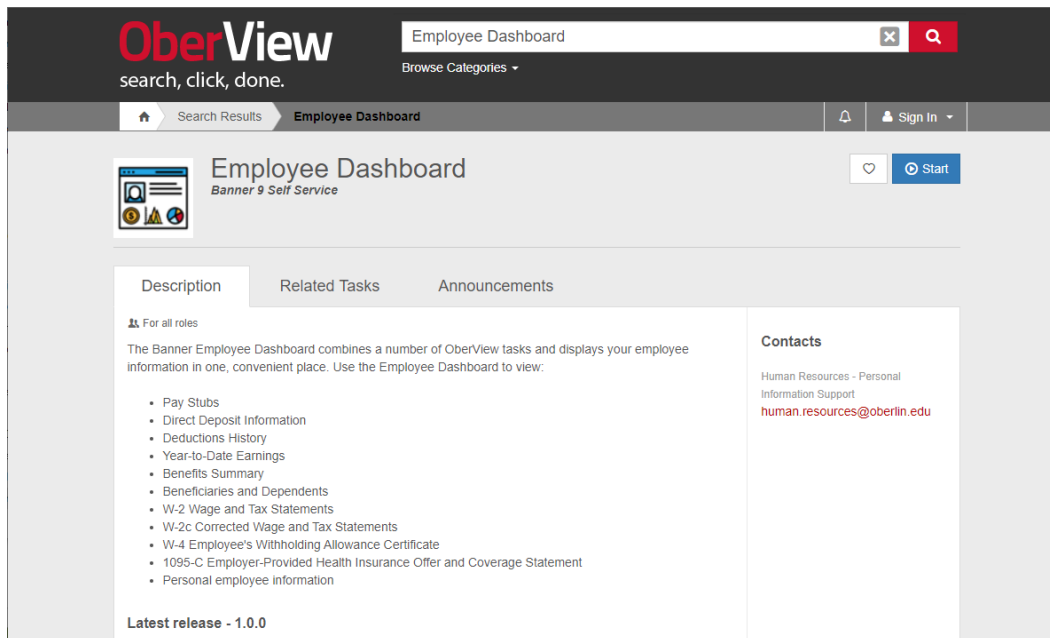 OberView
search, click, done.
Employee Dashboard
Browse Categories
Search Results
Employee Dashboard
Sign In
Employee Dashboard
Banner 9 Self Service
Start
Description
Related Tasks
Announcements
For all roles
The Banner Employee Dashboard combines a number of OberView tasks and displays your employee
information in one, convenient place. Use the Employee Dashboard to view:
• Pay Stubs
• Direct Deposit Information
• Deductions History
• Year-to-Date Earnings
• Benefits Summary
• Beneficiaries and Dependents
• W-2 Wage and Tax Statements
• W-2c Corrected Wage and Tax Statements
• W-4 Employee's Withholding Allowance Certificate
• 1095-C Employer-Provided Health Insurance Offer and Coverage Statement
• Personal employee information
Latest release - 1.0.0
Contacts
Human Resources - Personal
Information Support
human.resources@oberlin.edu